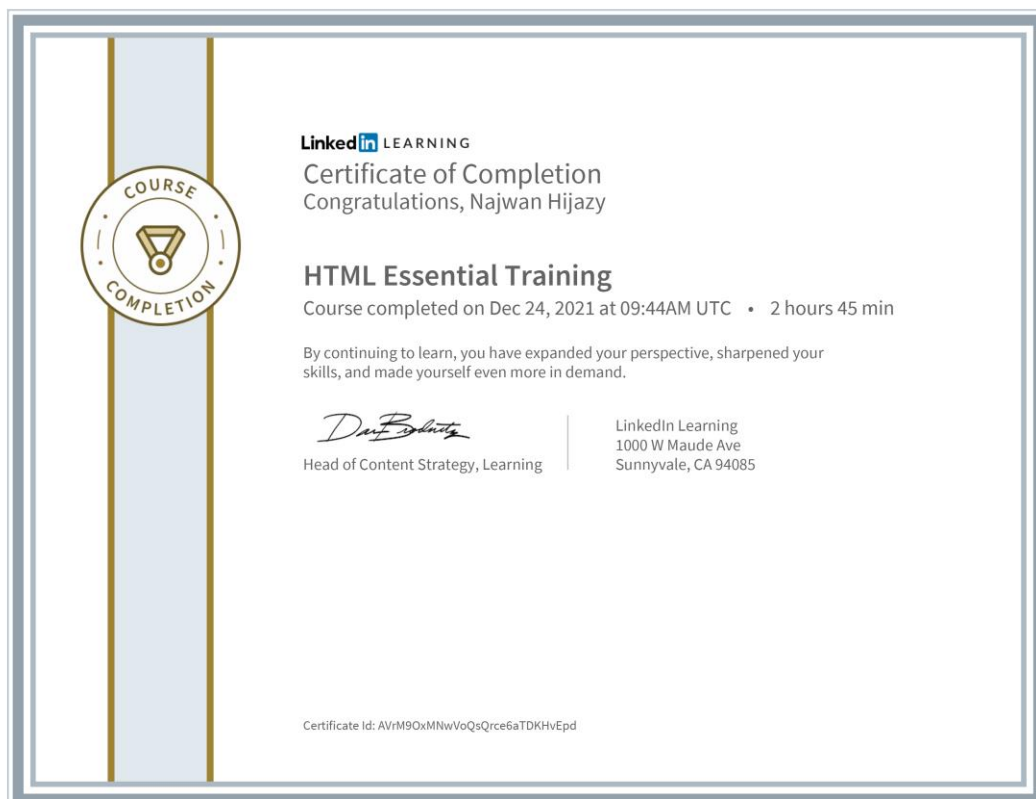 COURSE
COMPLETION
Linked in LEARNING
Certificate of Completion
Congratulations, Najwan Hijazy
HTML Essential Training
Course completed on Dec 24, 2021 at 09:44AM UTC • 2 hours 45 min
By continuing to learn, you have expanded your perspective, sharpened your
skills, and made yourself even more in demand.
Head of Content Strategy, Learning
LinkedIn Learning
1000 W Maude Ave
Sunnyvale, CA 94085
Certificate Id: AVrM9OxMNwVoQsQrce6aTDKHvEpd